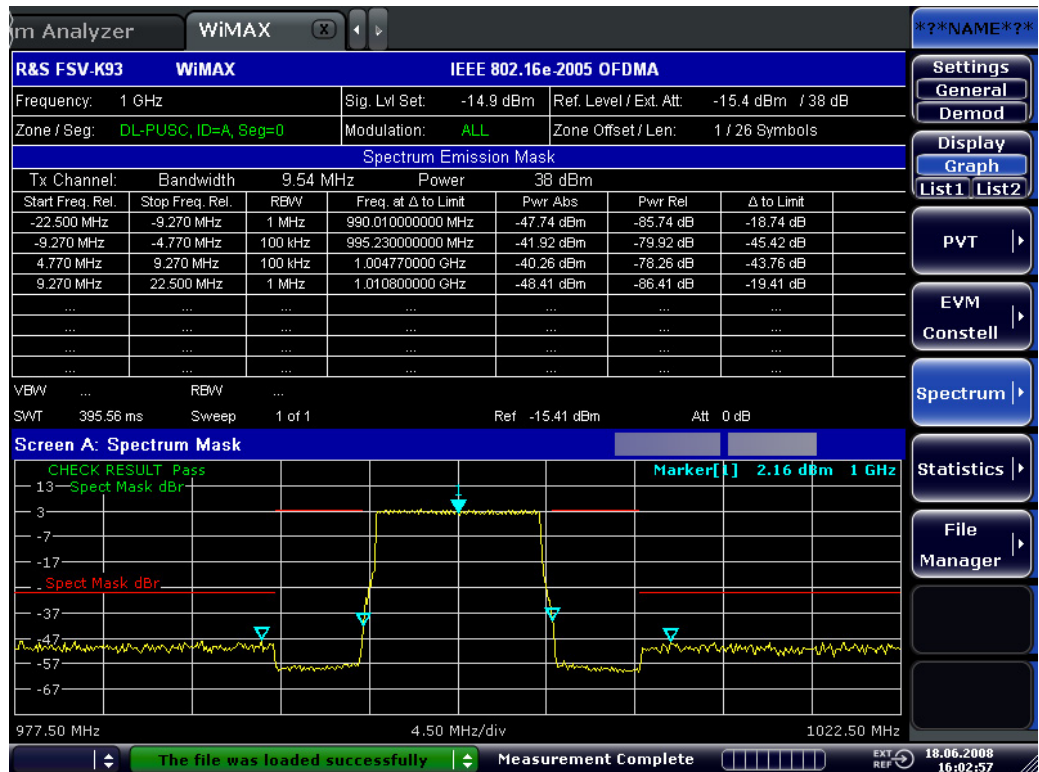 m Analyzer WiMAX X *?*NAME*?*
R&S FSV-K93 WiMAX IEEE 802.16e-2005 OFDMA
Frequency: 1 GHz Sig. Lvl Set: -14.9 dBm Ref. Level / Ext. Att: -15.4 dBm / 38 dB
Zone / Seg: DL-PUSC, ID=A, Seg=0 Modulation: ALL Zone Offset / Len: 1 / 26 Symbols
Spectrum Emission Mask
Tx Channel: Bandwidth 9.54 MHz Power 38 dBm
Start Freq. Rel. Stop Freq. Rel. RBW Freq. at Δ to Limit Pwr Abs Pwr Rel Δ to Limit
-22.500 MHz -9.270 MHz 1 MHz 990.010000000 MHz -47.74 dBm -85.74 dB -18.74 dB
-9.270 MHz -4.770 MHz 100 kHz 995.230000000 MHz -41.92 dBm -79.92 dB -45.42 dB
4.770 MHz 9.270 MHz 100 kHz 1.004770000 GHz -40.26 dBm -78.26 dB -43.76 dB
9.270 MHz 22.500 MHz 1 MHz 1.010800000 GHz -48.41 dBm -86.41 dB -19.41 dB
... ... ... ... ... ... ...
... ... ... ... ... ... ...
... ... ... ... ... ... ...
... ... ... ... ... ... ...
VBW ... RBW ...
SWT 395.56 ms Sweep 1 of 1 Ref -15.41 dBm Att 0 dB
Screen A: Spectrum Mask
CHECK RESULT Pass Marker[1] 2.16 dBm 1 GHz
13 Spect Mask dBr
3
-7
-17
Spect Mask dBr
-37
-47
-57
-67
977.50 MHz 4.50 MHz/div 1022.50 MHz
The file was loaded successfully Measurement Complete EXT REF 18.06.2008 16:02:57
Settings
General
Demod
Display
Graph
List1 List2
PVT
EVM
Constell
Spectrum
Statistics
File
Manager